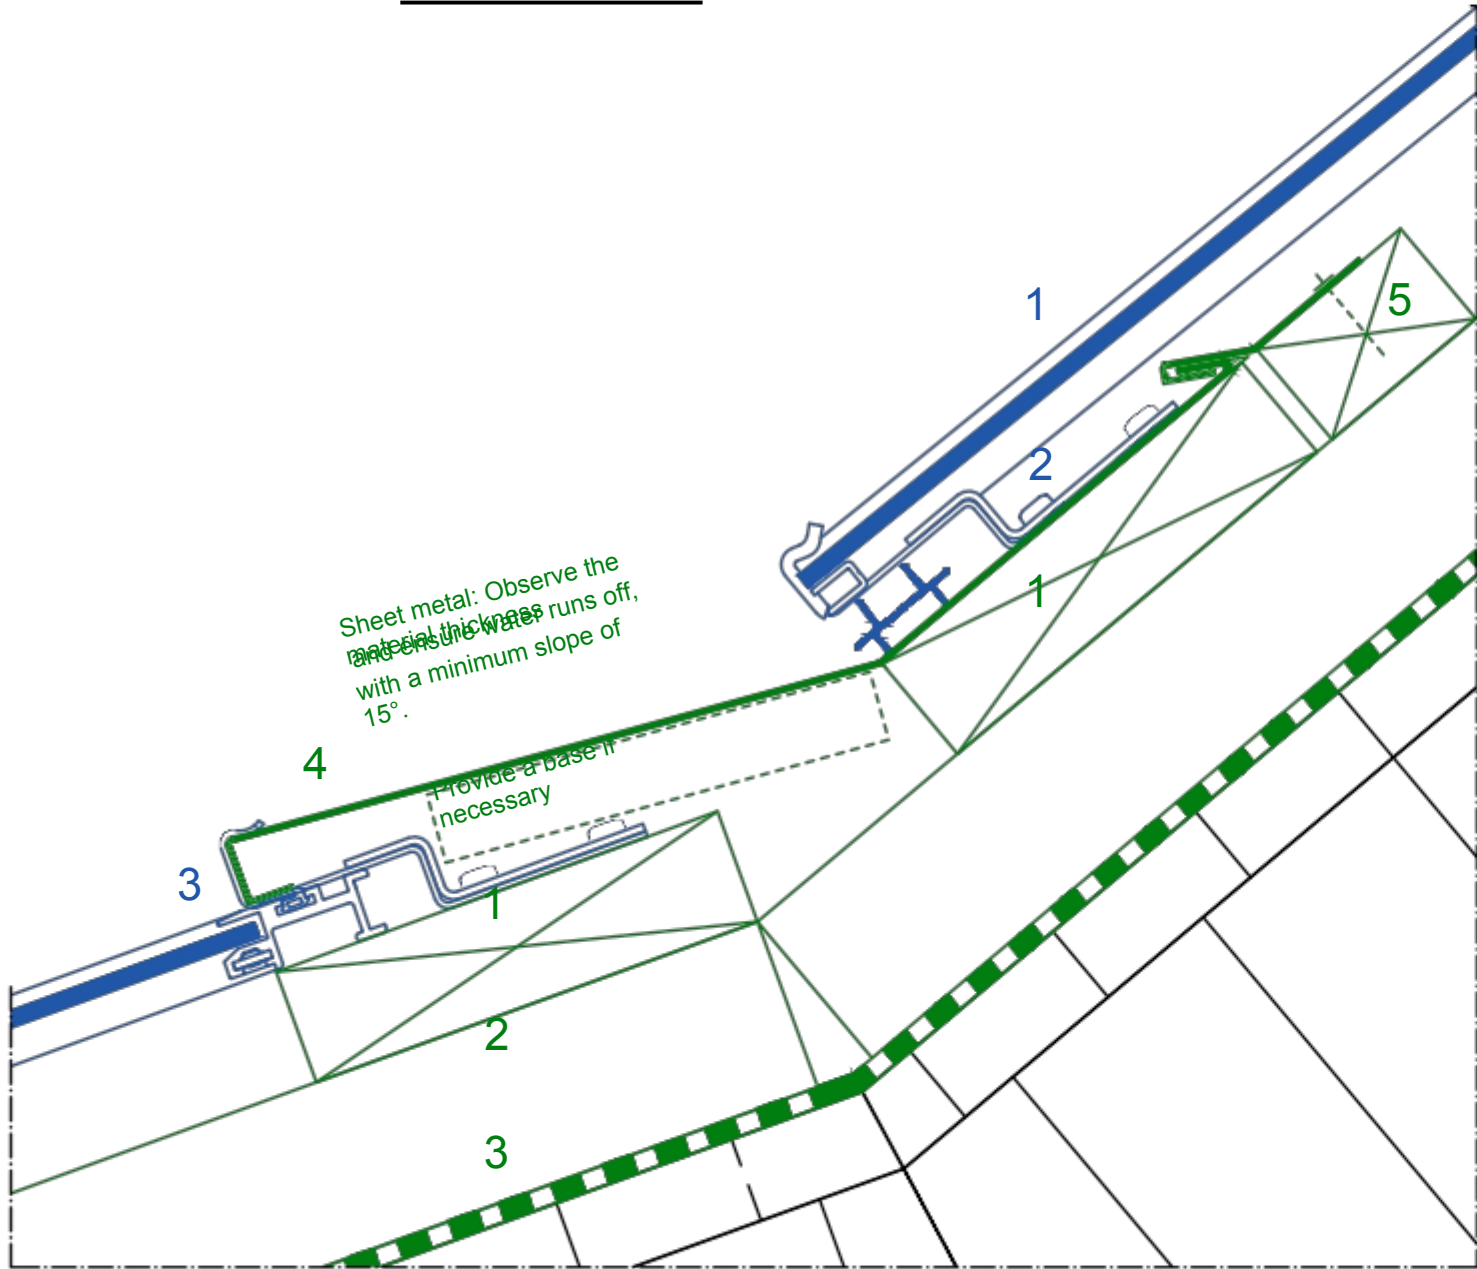 5
1
2
1
Sheet metal: Observe the
material thickness
and ensure water runs off,
with a minimum slope of
15°.
4
Provide a base if
necessary
3
1
2
3